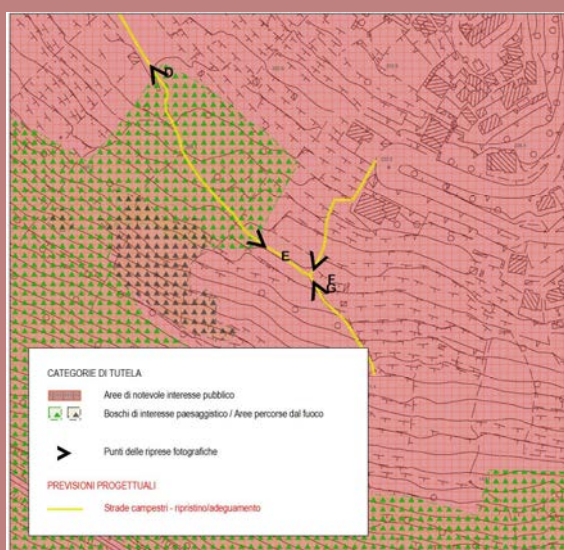 D
E
F
G
CATEGORIE DI TUTELA
Aree di notevole interesse pubblico
Boschi di interesse paesaggistico / Aree percorse dal fuoco
Punti delle riprese fotografiche
PREVISIONI PROGETTUALI
Strade campestri - ripristino/adeguamento